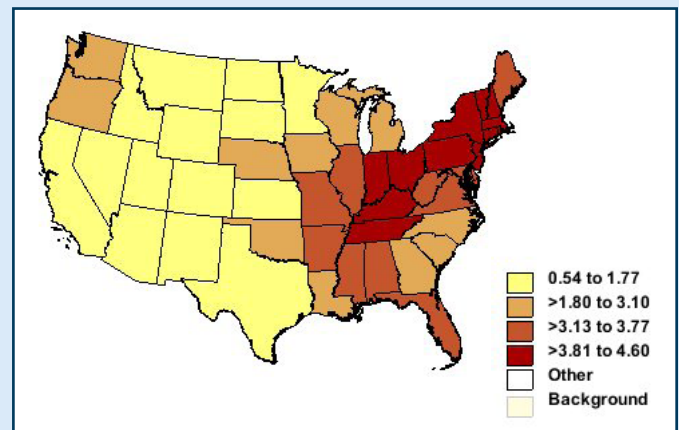 0.54 to 1.77
>1.80 to 3.10
>3.13 to 3.77
>3.81 to 4.60
Other
Background